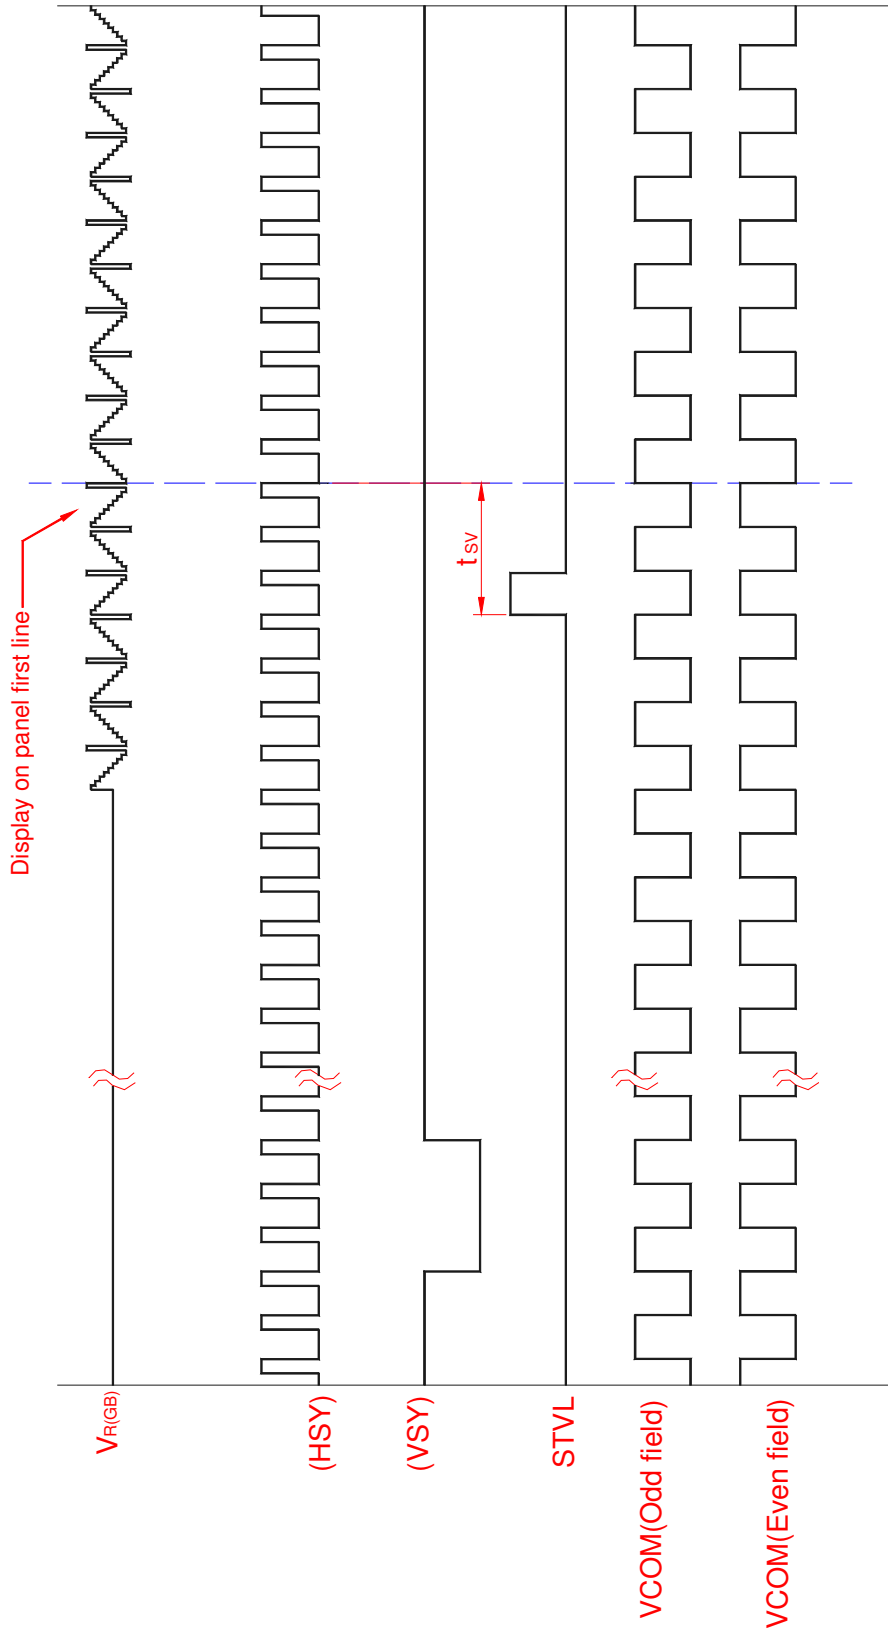 Display on panel first line
VR(GB)
(HSY)
(VSY)
tSV
STVL
VCOM(Odd field)
VCOM(Even field)